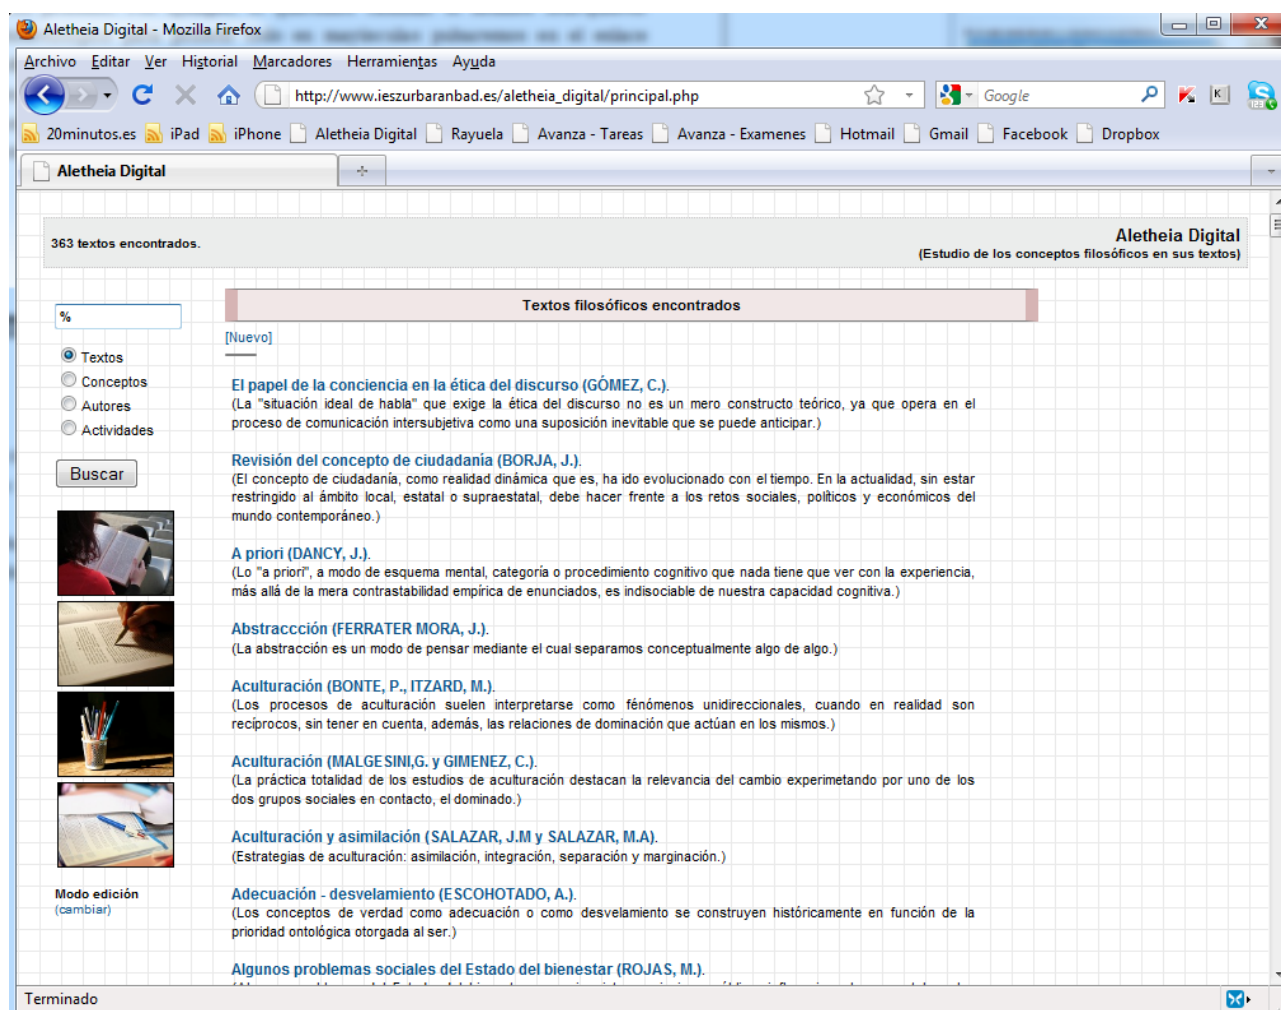 Aletheia Digital - Mozilla Firefox
Archivo Editar Ver Historial Marcadores Herramientas Ayuda
http://www.ieszurbaranbad.es/aletheia_digital/principal.php
Google
K
20minutos.es iPad iPhone Aletheia Digital Rayuela Avanza - Tareas Avanza - Examenes Hotmail Gmail Facebook Dropbox
Aletheia Digital
363 textos encontrados.
Aletheia Digital
(Estudio de los conceptos filosóficos en sus textos)
%
Textos
Conceptos
Autores
Actividades
Buscar
Modo edición
(cambiar)
Textos filosóficos encontrados
[Nuevo]
El papel de la conciencia en la ética del discurso (GÓMEZ, C.).
(La "situación ideal de habla" que exige la ética del discurso no es un mero constructo teórico, ya que opera en el
proceso de comunicación intersubjetiva como una suposición inevitable que se puede anticipar.)
Revisión del concepto de ciudadanía (BORJA, J.).
(El concepto de ciudadanía, como realidad dinámica que es, ha ido evolucionado con el tiempo. En la actualidad, sin estar
restringido al ámbito local, estatal o supraestatal, debe hacer frente a los retos sociales, políticos y económicos del
mundo contemporáneo.)
A priori (DANCY, J.).
(Lo "a priori", a modo de esquema mental, categoría o procedimiento cognitivo que nada tiene que ver con la experiencia,
más allá de la mera contrastabilidad empírica de enunciados, es indisociable de nuestra capacidad cognitiva.)
Abstraccción (FERRATER MORA, J.).
(La abstracción es un modo de pensar mediante el cual separamos conceptualmente algo de algo.)
Aculturación (BONTE, P., ITZARD, M.).
(Los procesos de aculturación suelen interpretarse como fénómenos unidireccionales, cuando en realidad son
recíprocos, sin tener en cuenta, además, las relaciones de dominación que actúan en los mismos.)
Aculturación (MALGESINI,G. y GIMENEZ, C.).
(La práctica totalidad de los estudios de aculturación destacan la relevancia del cambio experimetando por uno de los
dos grupos sociales en contacto, el dominado.)
Aculturación y asimilación (SALAZAR, J.M y SALAZAR, M.A).
(Estrategias de aculturación: asimilación, integración, separación y marginación.)
Adecuación - desvelamiento (ESCOHOTADO, A.).
(Los conceptos de verdad como adecuación o como desvelamiento se construyen históricamente en función de la
prioridad ontológica otorgada al ser.)
Algunos problemas sociales del Estado del bienestar (ROJAS, M.).
Terminado